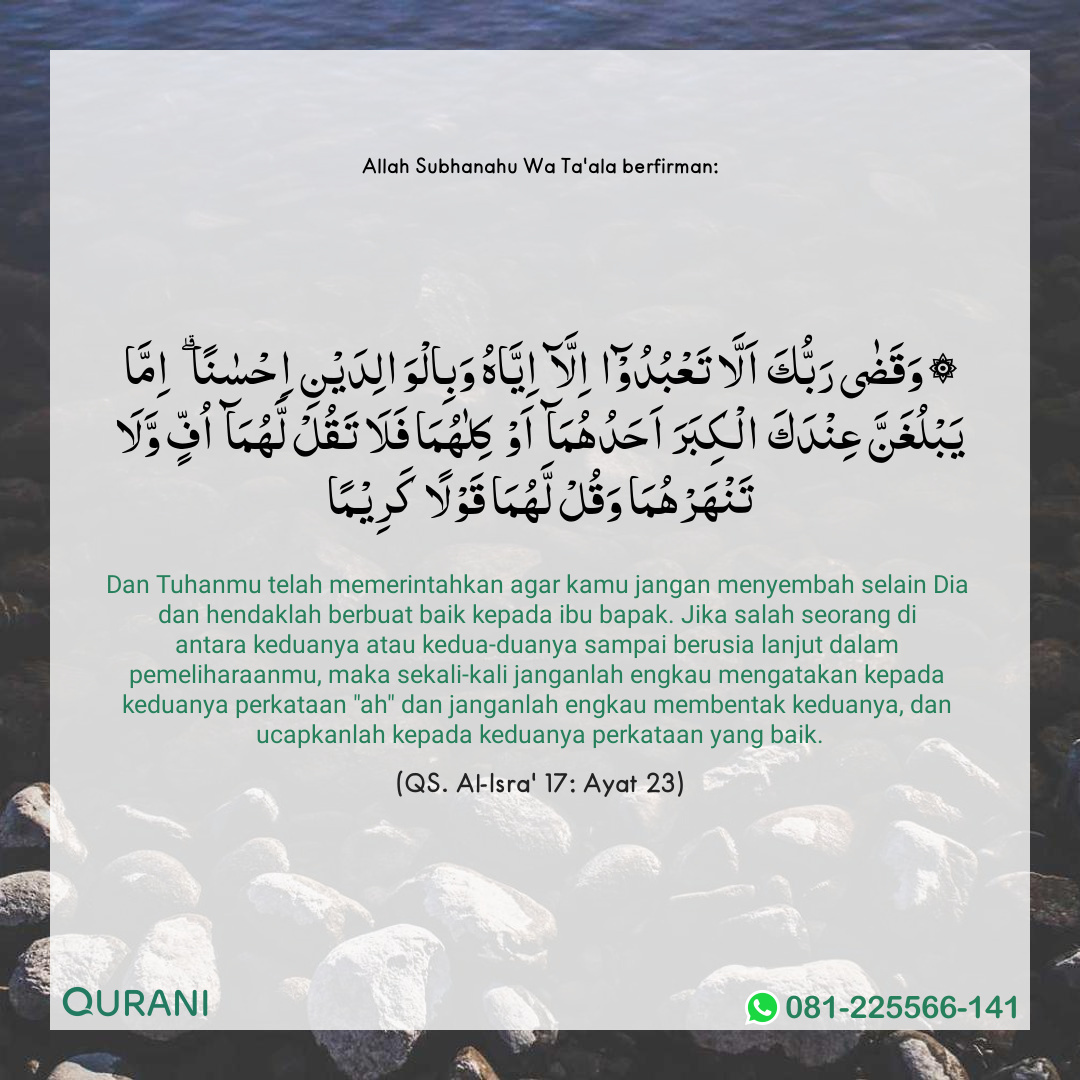 Allah Subhanahu Wa Ta'ala berfirman:
۞ وَقَضٰى رَبُّكَ اَلَّا تَعْبُدُوْٓا اِلَّآ اِيَّاهُ وَبِالْوَالِدَيْنِ اِحْسٰنًاۗ اِمَّا
يَبْلُغَنَّ عِنْدَكَ الْكِبَرَ اَحَدُهُمَآ اَوْ كِلٰهُمَا فَلَا تَقُلْ لَّهُمَآ اُفٍّ وَّلَا
تَنْهَرْهُمَا وَقُلْ لَّهُمَا قَوْلًا كَرِيْمًا
Dan Tuhanmu telah memerintahkan agar kamu jangan menyembah selain Dia
dan hendaklah berbuat baik kepada ibu bapak. Jika salah seorang di
antara keduanya atau kedua-duanya sampai berusia lanjut dalam
pemeliharaanmu, maka sekali-kali janganlah engkau mengatakan kepada
keduanya perkataan "ah" dan janganlah engkau membentak keduanya, dan
ucapkanlah kepada keduanya perkataan yang baik.
(QS. Al-Isra' 17: Ayat 23)
QURANI
081-225566-141